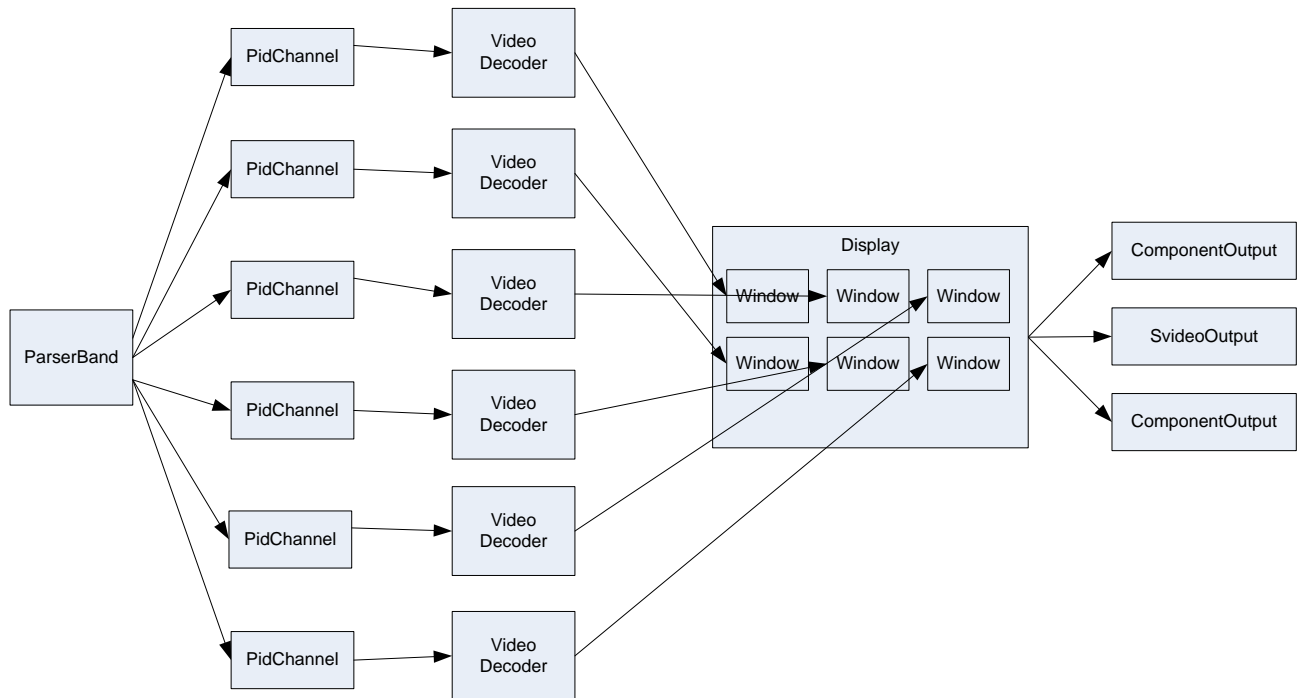 ParserBand
PidChannel
PidChannel
PidChannel
PidChannel
PidChannel
PidChannel
Video
Decoder
Video
Decoder
Video
Decoder
Video
Decoder
Video
Decoder
Video
Decoder
Display
Window
Window
Window
Window
Window
Window
ComponentOutput
SvideoOutput
ComponentOutput